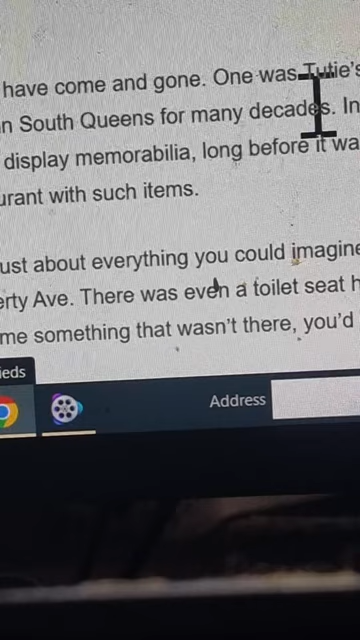 have come and gone. One was Tutie's
n South Queens for many decades. In
display memorabilia, long before it wa
urant with such items.
ust about everything you could imagine
erty Ave. There was even a toilet seat h
me something that wasn't there, you'd
ieds
Address